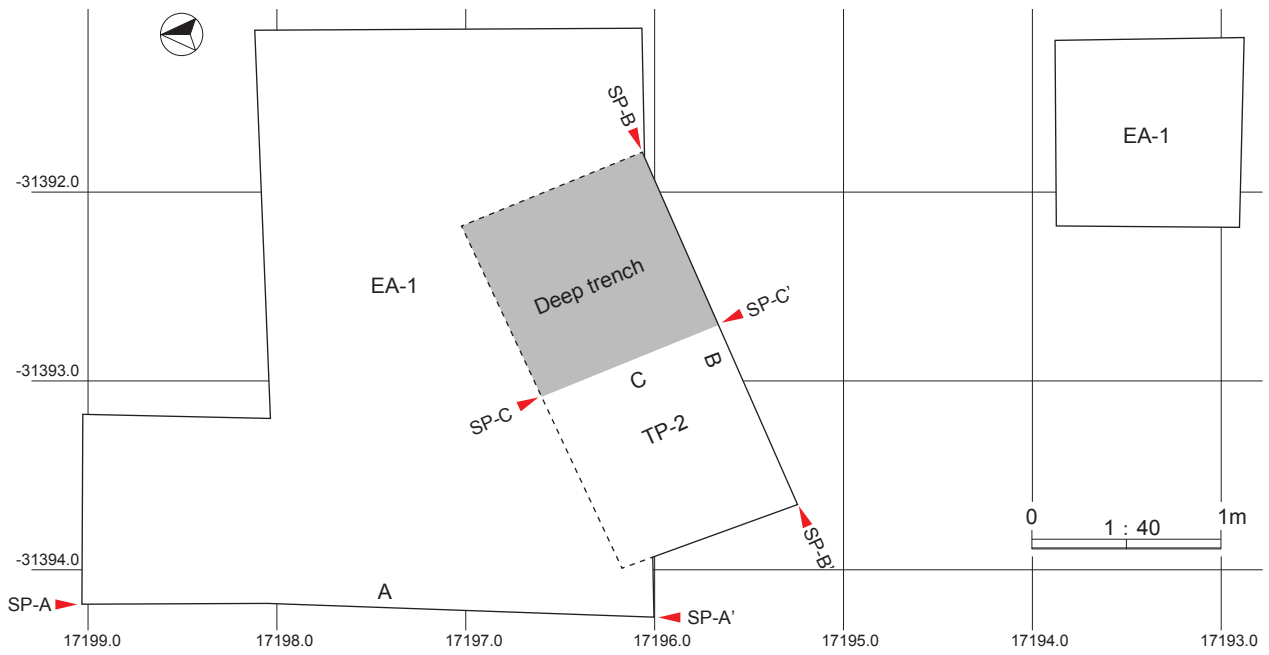 SP-B
EA-1
-31392.0
EA-1
Deep trench
SP-C’
B
-31393.0
C
SP-C
TP-2
0
1m
1 : 40
SP-B’
-31394.0
A
SP-A
SP-A’
17199.0
17198.0
17197.0
17196.0
17195.0
17194.0
17193.0